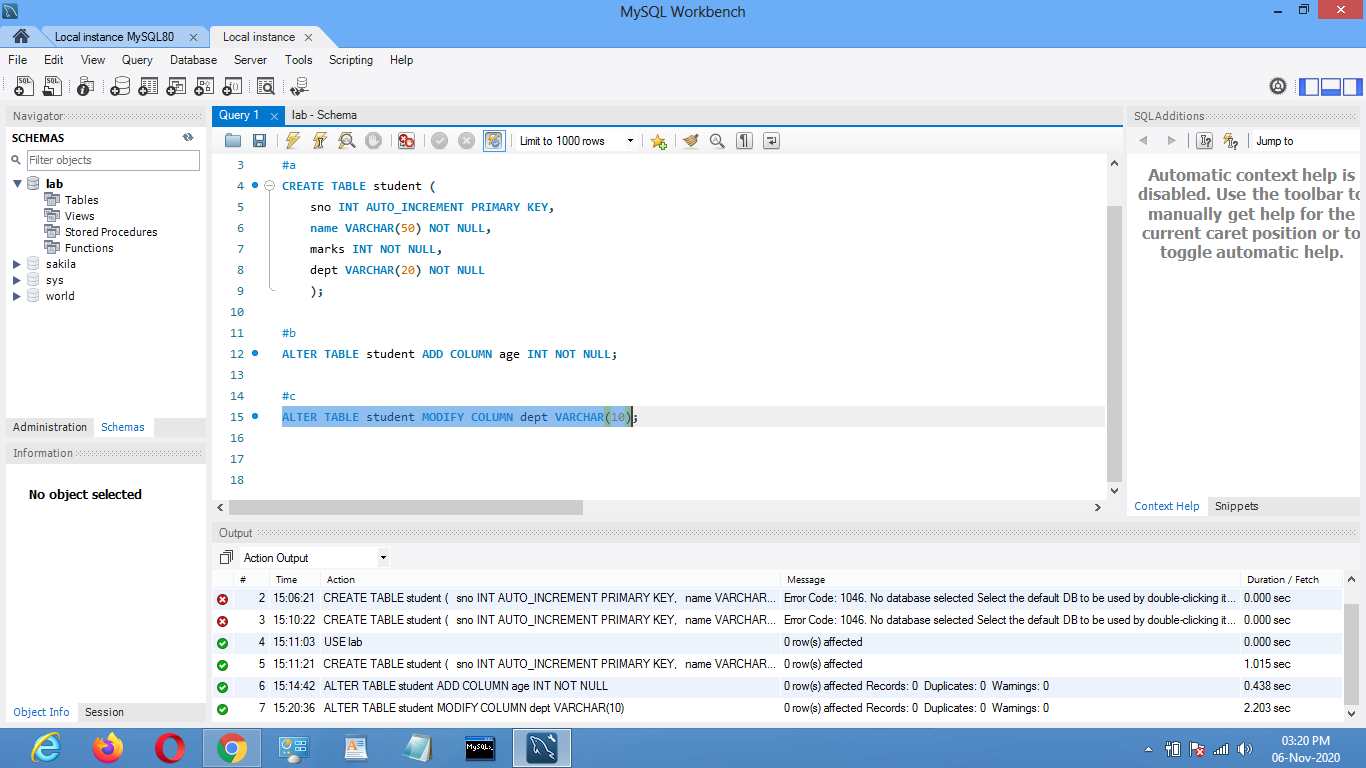 MySQL Workbench
Local instance MySQL80 ×
Local instance ×
File Edit View Query Database Server Tools Scripting Help
Navigator
SCHEMAS
Filter objects
lab
Tables
Views
Stored Procedures
Functions
sakila
sys
world
Administration Schemas
Information
No object selected
Object Info Session
Query 1 × lab - Schema
Limit to 1000 rows
3 #a
4 CREATE TABLE student (
5 sno INT AUTO_INCREMENT PRIMARY KEY,
6 name VARCHAR(50) NOT NULL,
7 marks INT NOT NULL,
8 dept VARCHAR(20) NOT NULL
9 );
10
11 #b
12 ALTER TABLE student ADD COLUMN age INT NOT NULL;
13
14 #c
15 ALTER TABLE student MODIFY COLUMN dept VARCHAR(10);
16
17
18
SQLAdditions
Jump to
Automatic context help is
disabled. Use the toolbar to
manually get help for the
current caret position or to
toggle automatic help.
Context Help Snippets
Output
Action Output
# Time Action Message Duration / Fetch
2 15:06:21 CREATE TABLE student ( sno INT AUTO_INCREMENT PRIMARY KEY, name VARCHAR... Error Code: 1046. No database selected Select the default DB to be used by double-clicking it... 0.000 sec
3 15:10:22 CREATE TABLE student ( sno INT AUTO_INCREMENT PRIMARY KEY, name VARCHAR... Error Code: 1046. No database selected Select the default DB to be used by double-clicking it... 0.000 sec
4 15:11:03 USE lab 0 row(s) affected 0.000 sec
5 15:11:21 CREATE TABLE student ( sno INT AUTO_INCREMENT PRIMARY KEY, name VARCHAR... 0 row(s) affected 1.015 sec
6 15:14:42 ALTER TABLE student ADD COLUMN age INT NOT NULL 0 row(s) affected Records: 0 Duplicates: 0 Warnings: 0 0.438 sec
7 15:20:36 ALTER TABLE student MODIFY COLUMN dept VARCHAR(10) 0 row(s) affected Records: 0 Duplicates: 0 Warnings: 0 2.203 sec
03:20 PM
06-Nov-2020